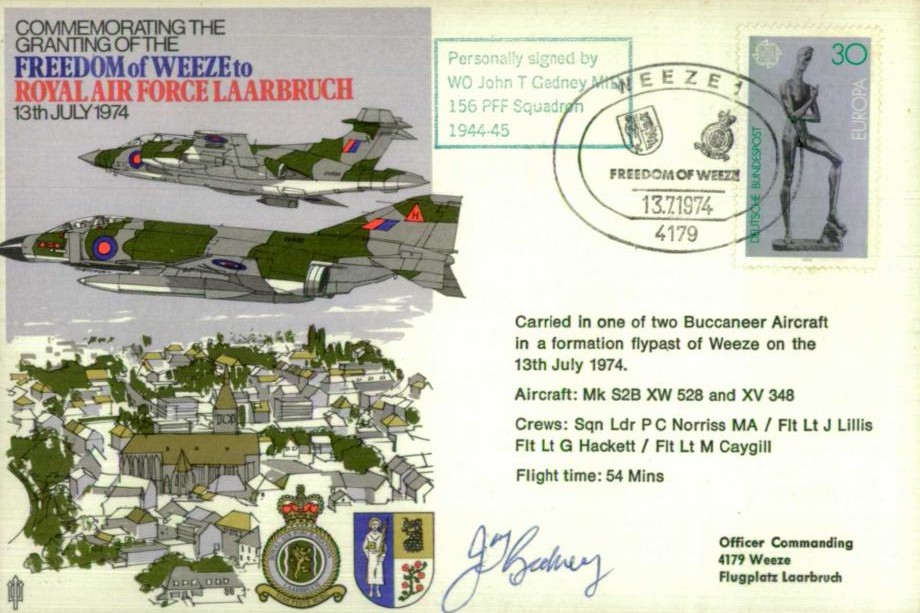 COMMEMORATING THE
GRANTING OF THE
FREEDOM of WEEZE to
ROYAL AIR FORCE LAARBRUCH
13th JULY 1974
Personally signed by
WO John T Gedney
156 PFF Squadron
1944-45
WEEZE 1
FREEDOM OF WEEZE
13.7.1974
4179
30
EUROPA
DEUTSCHE BUNDESPOST
Carried in one of two Buccaneer Aircraft
in a formation flypast of Weeze on the
13th July 1974.
Aircraft: Mk S2B XW 528 and XV 348
Crews: Sqn Ldr P C Norriss MA / Flt Lt J Lillis
Flt Lt G Hackett / Flt Lt M Caygill
Flight time: 54 Mins
Officer Commanding
4179 Weeze
Flugplatz Laarbruch